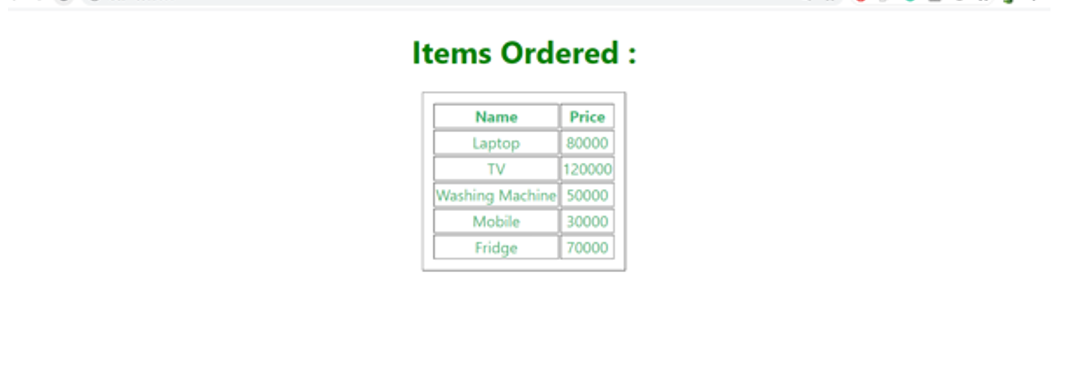 Items Ordered :
Name Price
Laptop 80000
TV 120000
Washing Machine 50000
Mobile 30000
Fridge 70000